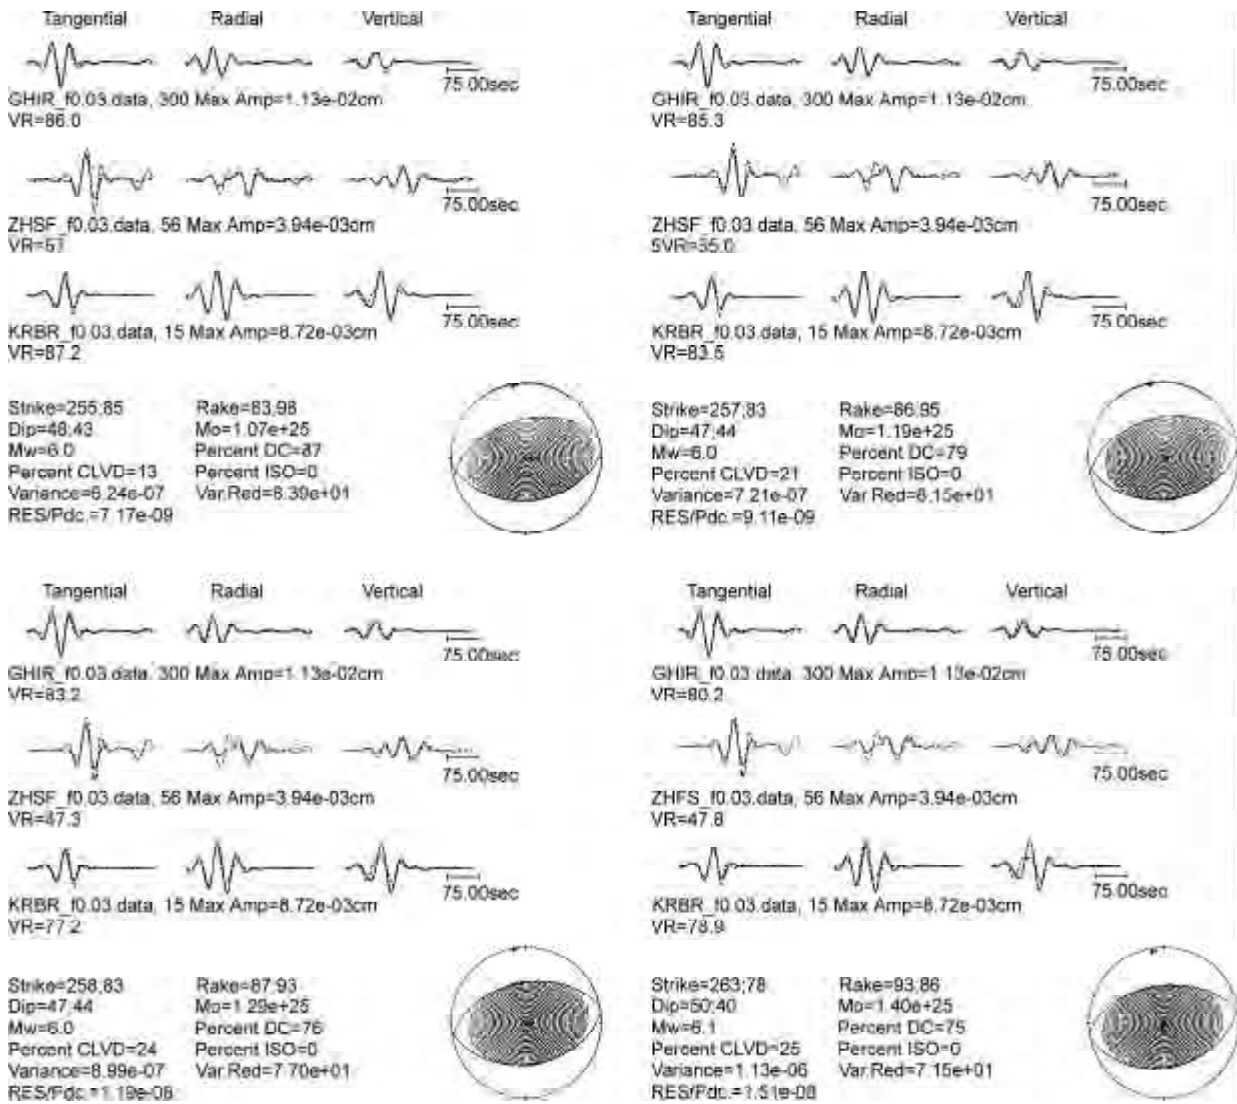 Tangential Radial Vertical
75.00sec
GHIR_f0.03.data, 300 Max Amp=1.13e-02cm
VR=86.0
75.00sec
ZHSF_f0.03.data, 56 Max Amp=3.94e-03cm
75.00sec
KRBR_f0.03.data, 15 Max Amp=8.72e-03cm
VR=87.2
Strike=255;85 Rake=83;98
Dip=48;43 Mo=1.07e+25
Mw=6.0 Percent DC=87
Percent CLVD=13 Percent ISO=0
Variance=6.24e-07 Var.Red=8.39e+01
RES/Pdc.=7.17e-09
Tangential Radial Vertical
75.00sec
GHIR_f0.03.data, 300 Max Amp=1.13e-02cm
VR=85.3
75.00sec
ZHSF_f0.03.data, 56 Max Amp=3.94e-03cm
SVR=55.0
75.00sec
KRBR_f0.03.data, 15 Max Amp=8.72e-03cm
VR=83.5
Strike=257;83 Rake=86;95
Dip=47;44 Mo=1.19e+25
Mw=6.0 Percent DC=79
Percent CLVD=21 Percent ISO=0
Variance=7.21e-07 Var.Red=8.15e+01
RES/Pdc.=9.11e-09
Tangential Radial Vertical
75.00sec
GHIR_f0.03.data, 300 Max Amp=1.13e-02cm
VR=83.2
75.00sec
ZHSF_f0.03.data, 56 Max Amp=3.94e-03cm
VR=47.3
75.00sec
KRBR_f0.03.data, 15 Max Amp=8.72e-03cm
VR=77.2
Strike=258;83 Rake=87;93
Dip=47;44 Mo=1.29e+25
Mw=6.0 Percent DC=76
Percent CLVD=24 Percent ISO=0
Variance=8.99e-07 Var.Red=7.70e+01
RES/Pdc.=1.19e-08
Tangential Radial Vertical
75.00sec
GHIR_f0.03.data, 300 Max Amp=1.13e-02cm
VR=80.2
75.00sec
ZHFS_f0.03.data, 56 Max Amp=3.94e-03cm
VR=47.8
75.00sec
KRBR_f0.03.data, 15 Max Amp=8.72e-03cm
VR=78.9
Strike=263;78 Rake=93;86
Dip=50;40 Mo=1.40e+25
Mw=6.1 Percent DC=75
Percent CLVD=25 Percent ISO=0
Variance=1.13e-06 Var.Red=7.15e+01
RES/Pdc.=1.51e-08